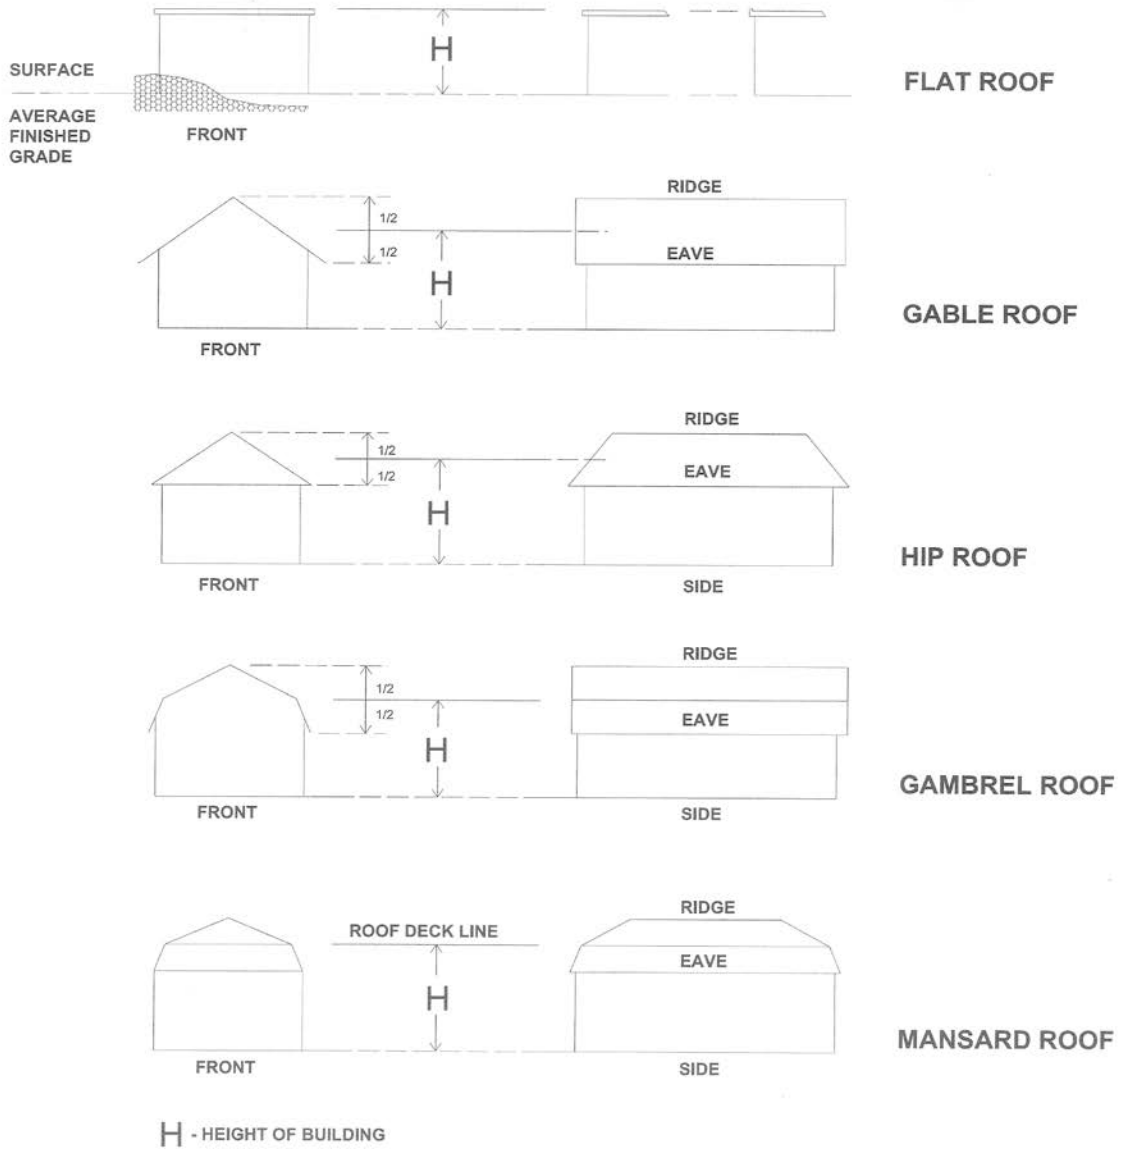 H
SURFACE
FLAT ROOF
AVERAGE
FINISHED
GRADE
FRONT
RIDGE
1/2
1/2
EAVE
H
GABLE ROOF
FRONT
RIDGE
1/2
1/2
EAVE
H
HIP ROOF
FRONT
SIDE
RIDGE
1/2
1/2
EAVE
H
GAMBREL ROOF
FRONT
SIDE
RIDGE
ROOF DECK LINE
EAVE
H
MANSARD ROOF
FRONT
SIDE
H - HEIGHT OF BUILDING